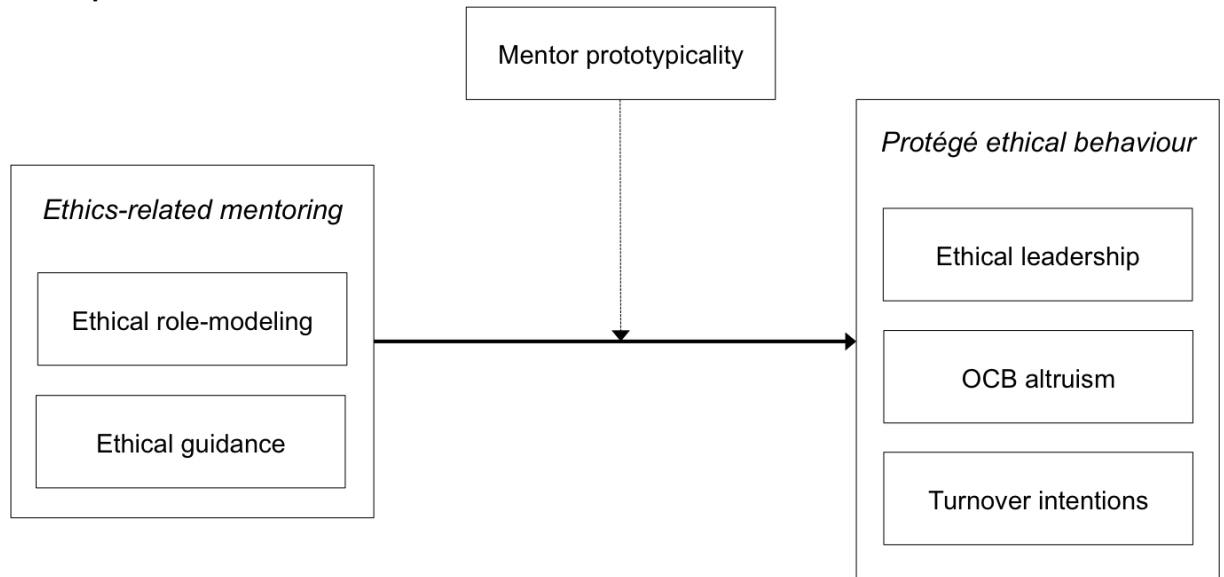 Mentor prototypicality
Protégé ethical behaviour
Ethics-related mentoring
Ethical leadership
Ethical role-modeling
OCB altruism
Ethical guidance
Turnover intentions